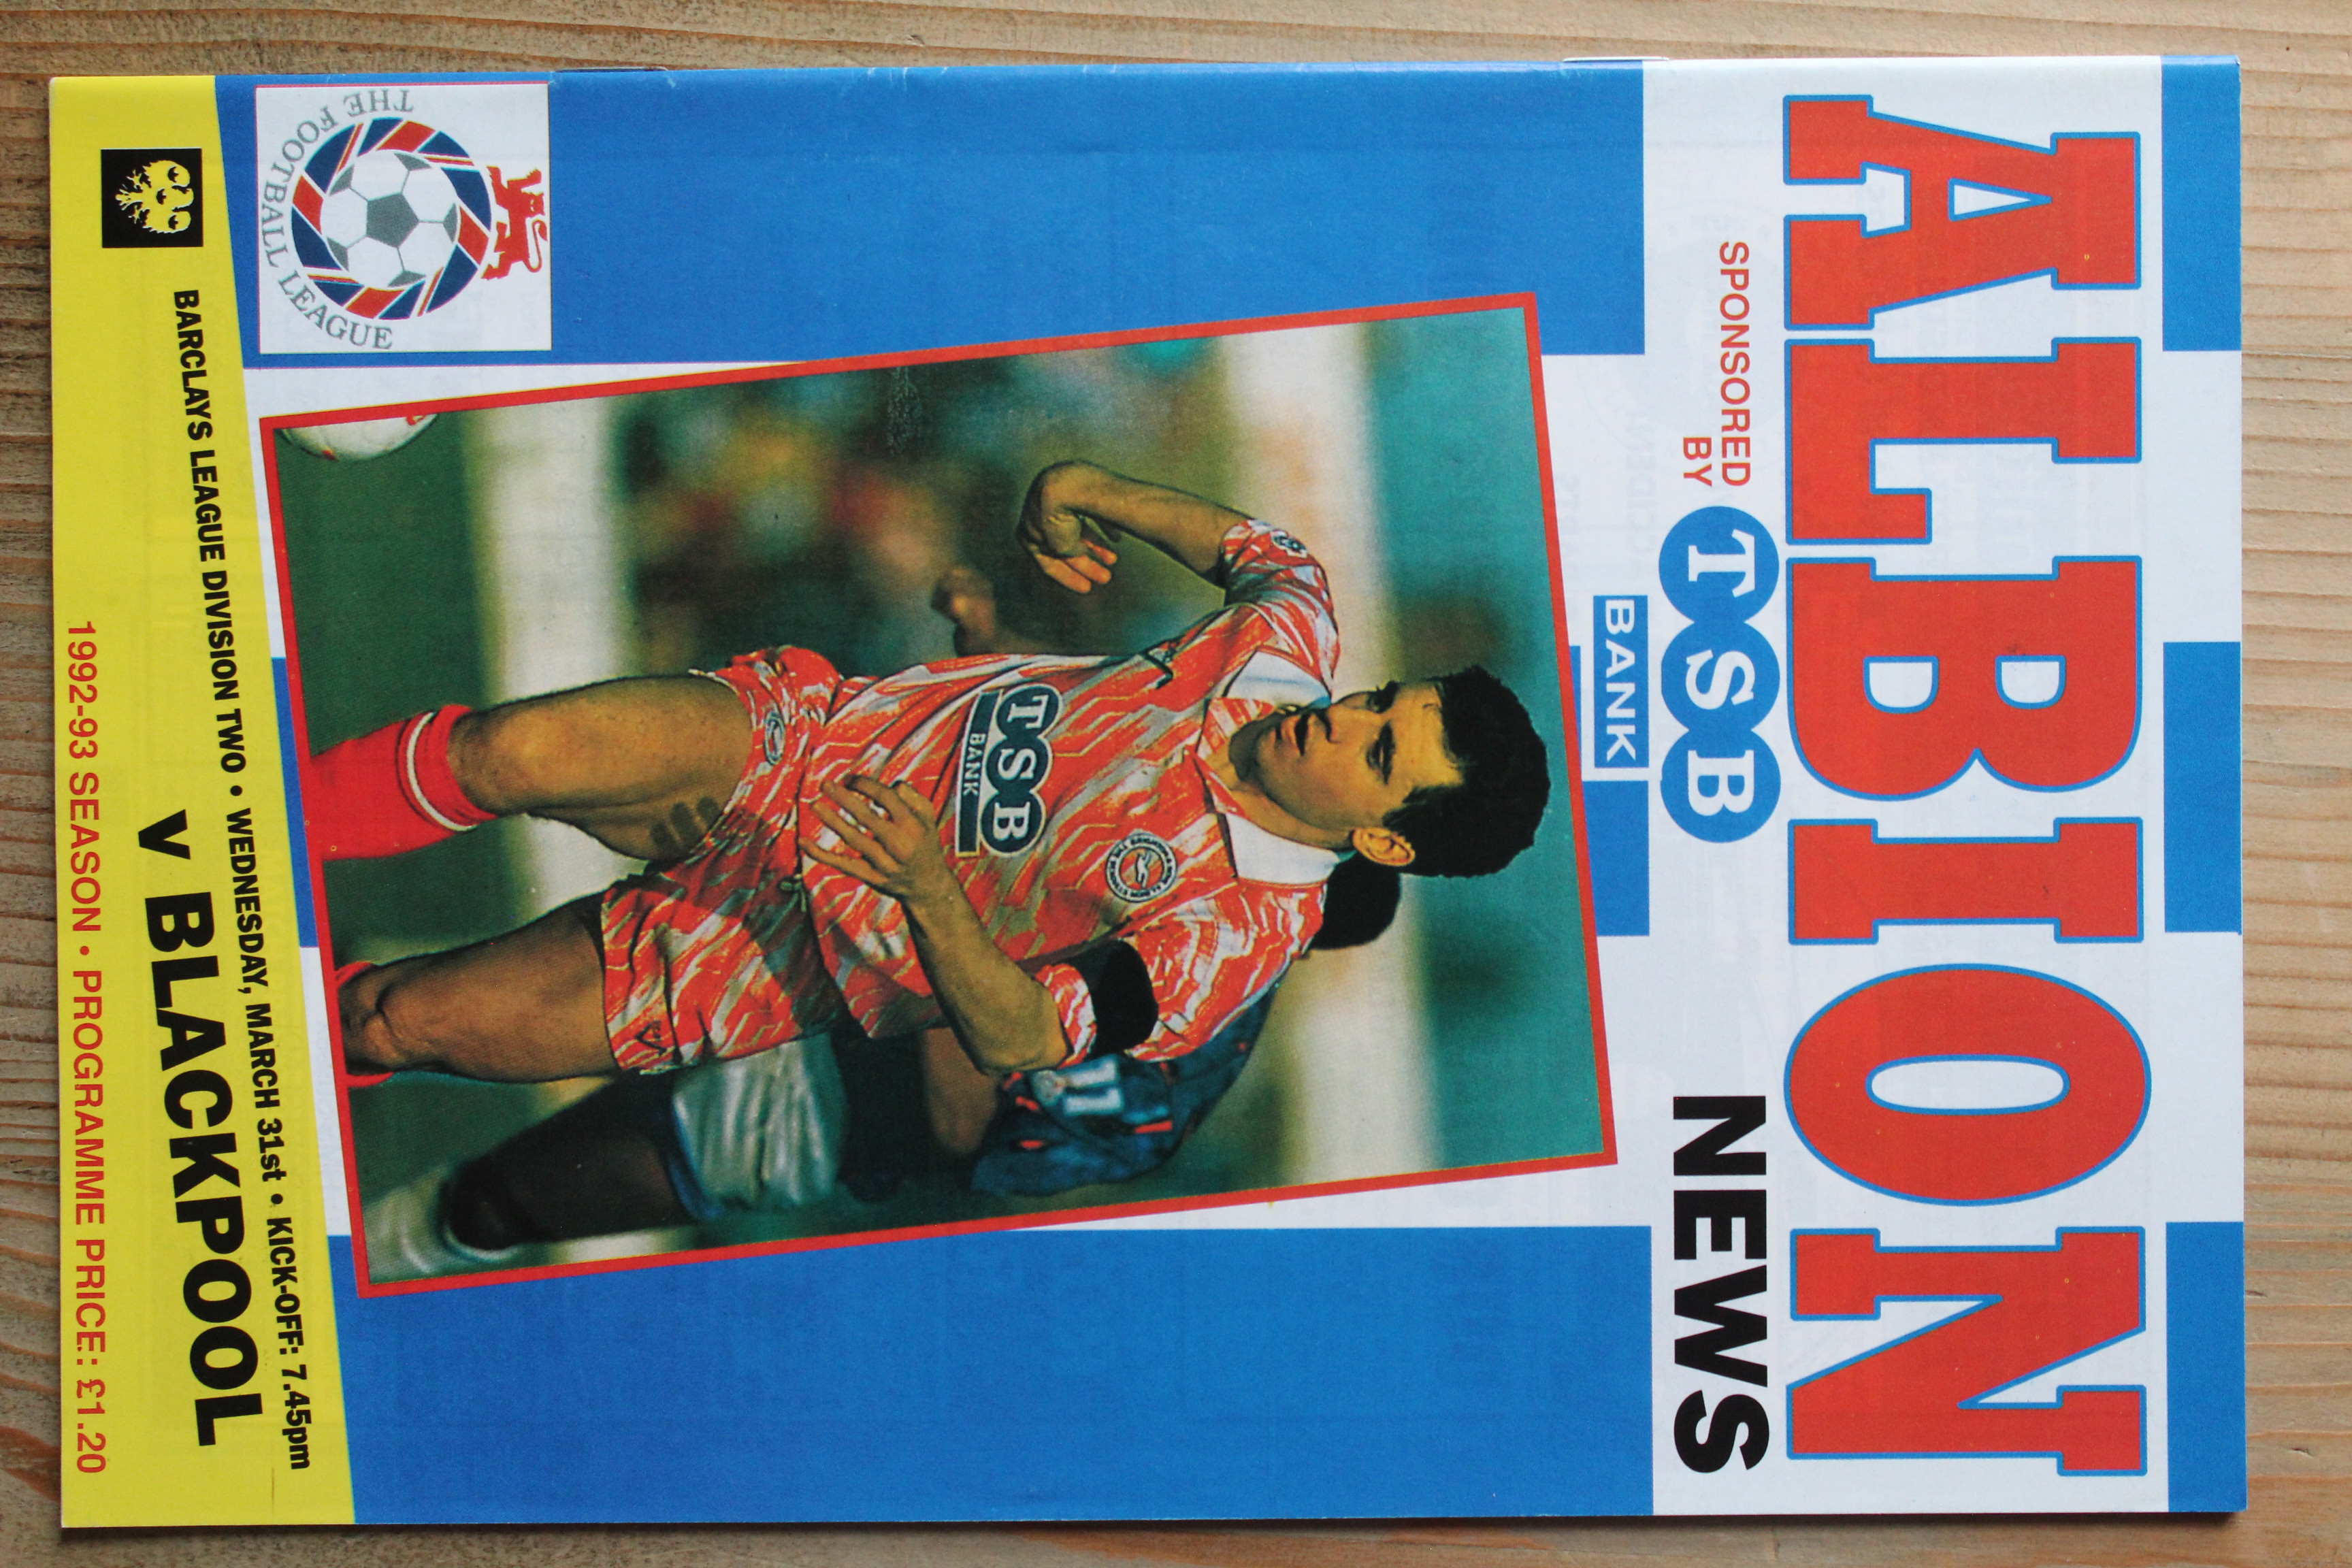 ALBION
SPONSORED
BY
TSB
BANK
NEWS
TSB
BANK
17
THE FOOTBALL LEAGUE
BARCLAYS LEAGUE DIVISION TWO • WEDNESDAY, MARCH 31st • KICK-OFF: 7.45pm
v BLACKPOOL
1992-93 SEASON • PROGRAMME PRICE: £1.20